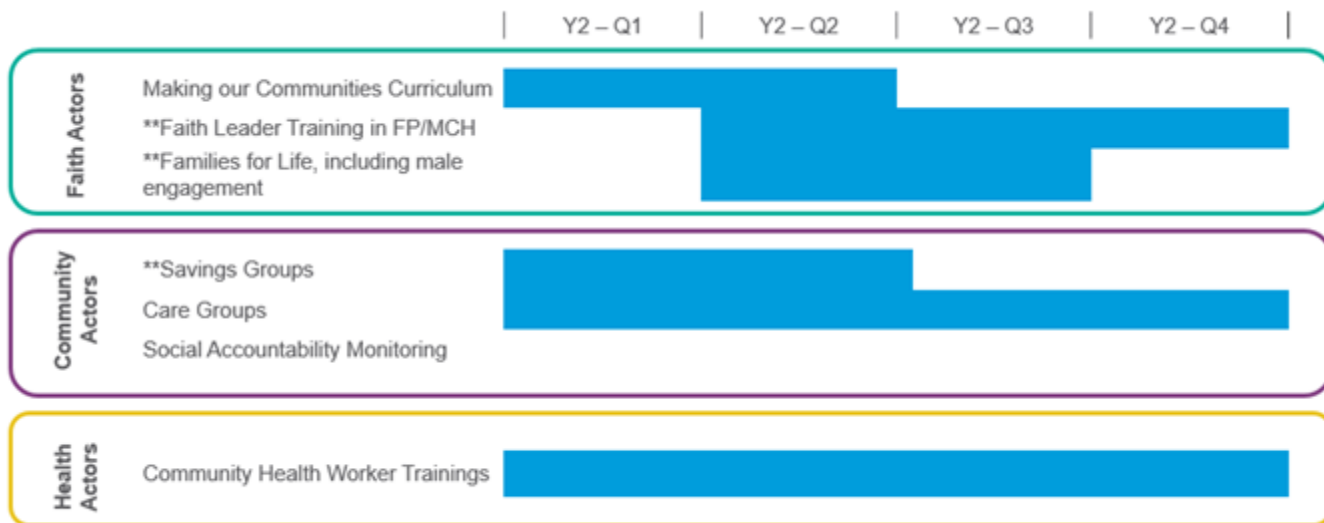 Y2 – Q1
Y2 – Q2
Y2 – Q3
Y2 – Q4
Faith Actors
Making our Communities Curriculum
**Faith Leader Training in FP/MCH
**Families for Life, including male
engagement
Community
Actors
**Savings Groups
Care Groups
Social Accountability Monitoring
Health
Actors
Community Health Worker Trainings